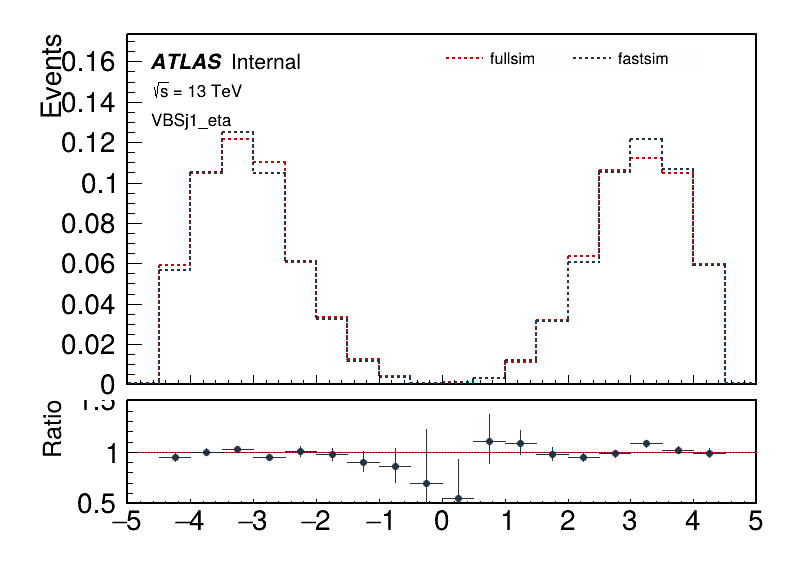 Events
0.16
0.14
0.12
0.1
0.08
0.06
0.04
0.02
0
ATLAS Internal
√s = 13 TeV
VBSj1_eta
fullsim
fastsim
Ratio
1.5
1
0.5
−5 −4 −3 −2 −1 0 1 2 3 4 5